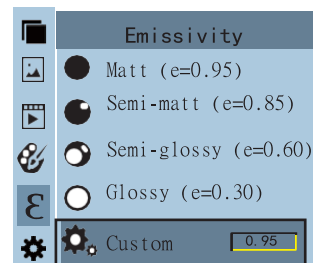 Emissivity
Matt (e=0.95)
Semi-matt (e=0.85)
Semi-glossy (e=0.60)
Glossy (e=0.30)
ε
Custom 0.95